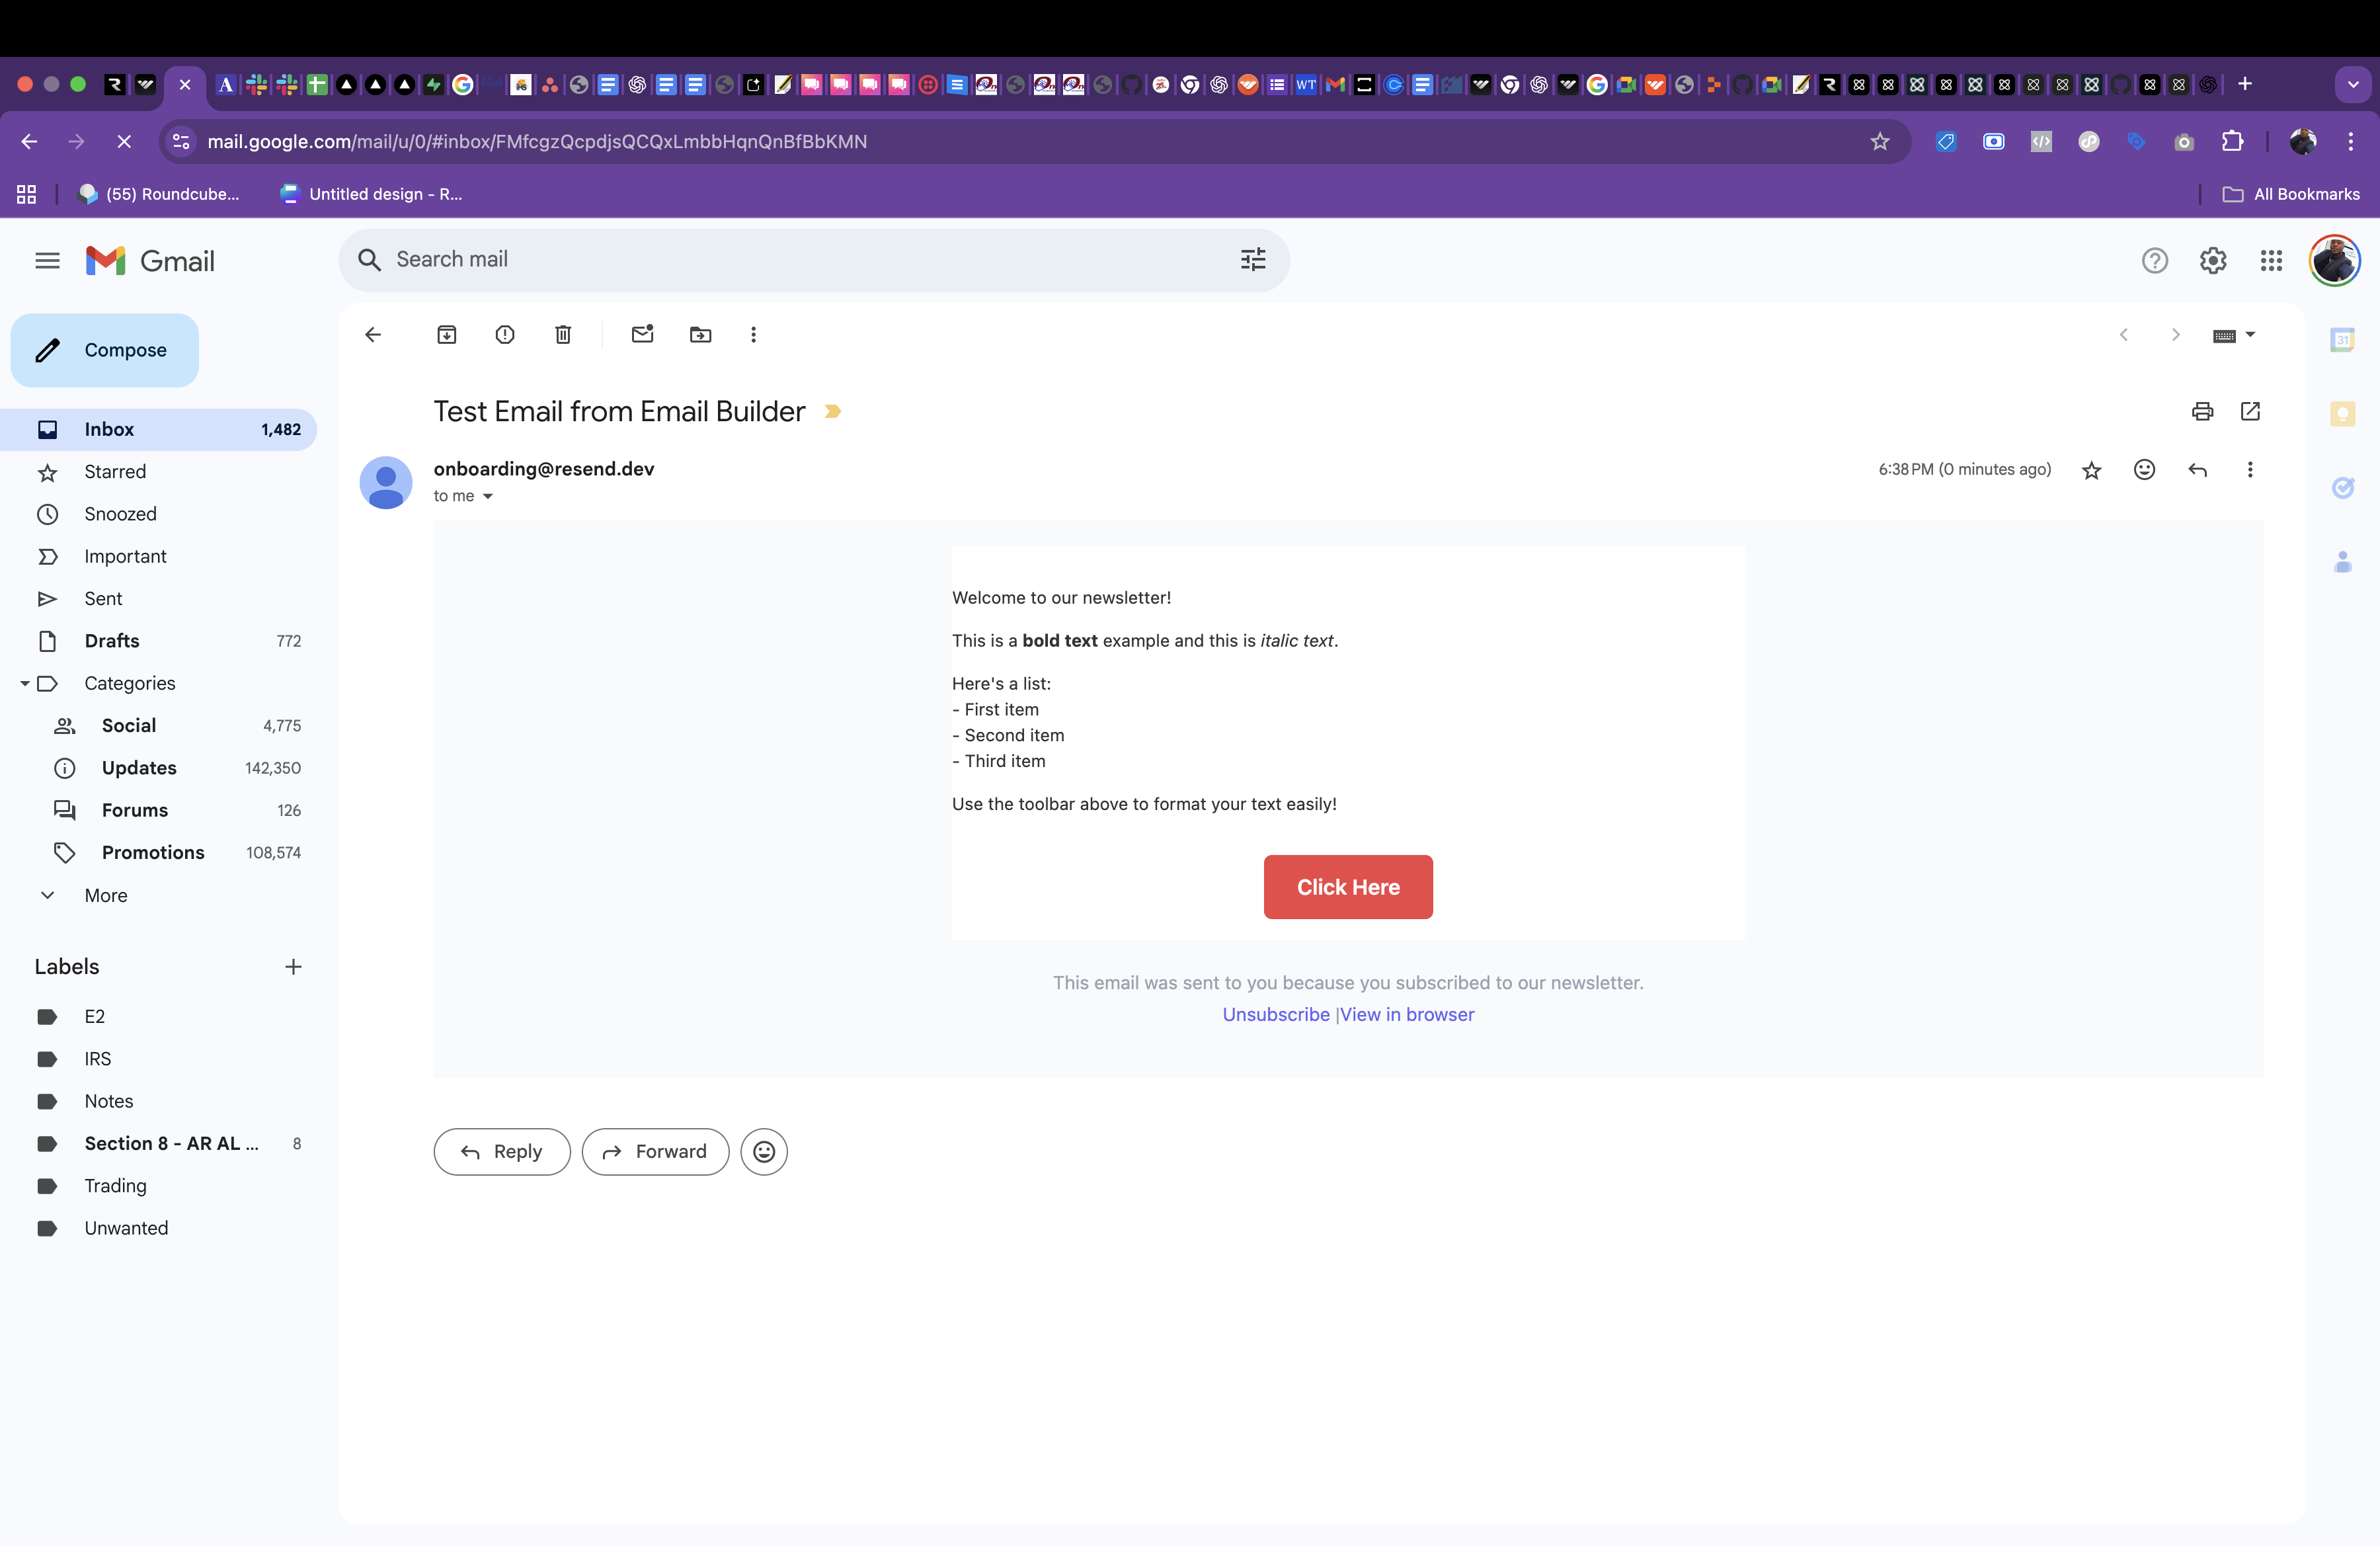 mail.google.com/mail/u/0/#inbox/FMfcgzQcpdjsQCQxLmbbHqnQnBfBbKMN
(55) Roundcube...
Untitled design - R...
All Bookmarks
Gmail
Search mail
Compose
Inbox 1,482
Starred
Snoozed
Important
Sent
Drafts 772
Categories
Social 4,775
Updates 142,350
Forums 126
Promotions 108,574
More
Labels
E2
IRS
Notes
Section 8 - AR AL ... 8
Trading
Unwanted
Test Email from Email Builder
onboarding@resend.dev
to me
6:38 PM (0 minutes ago)
Welcome to our newsletter!
This is a bold text example and this is italic text.
Here's a list:
- First item
- Second item
- Third item
Use the toolbar above to format your text easily!
Click Here
This email was sent to you because you subscribed to our newsletter.
Unsubscribe |View in browser
Reply
Forward
31